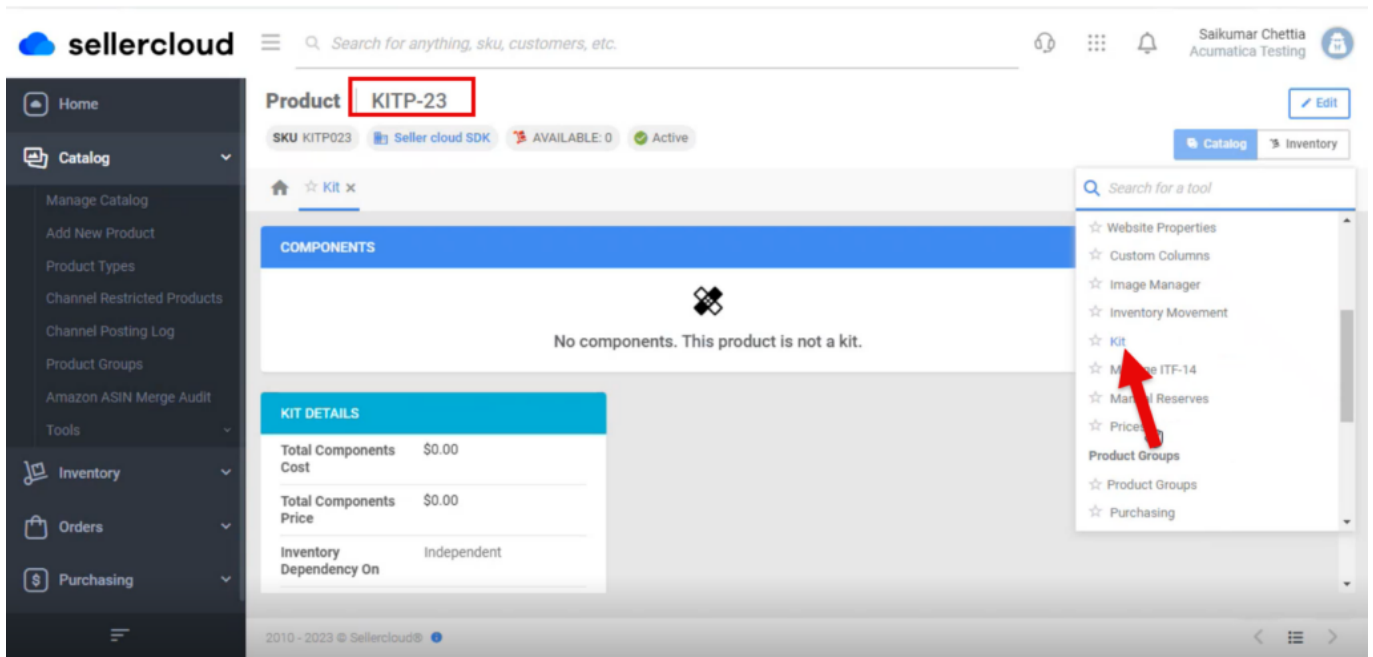 sellercloud
Search for anything, sku, customers, etc.
Saikumar Chettia
Acumatica Testing
Home
Catalog
Manage Catalog
Add New Product
Product Types
Channel Restricted Products
Channel Posting Log
Product Groups
Amazon ASIN Merge Audit
Tools
Inventory
Orders
Purchasing
Product KITP-23
Edit
SKU KITP023 Seller cloud SDK AVAILABLE: 0 Active
Catalog Inventory
Kit
COMPONENTS
No components. This product is not a kit.
KIT DETAILS
Total Components $0.00
Cost
Total Components $0.00
Price
Inventory Independent
Dependency On
Search for a tool
Website Properties
Custom Columns
Image Manager
Inventory Movement
Kit
ITF-14
Reserves
Prices
Product Groups
Product Groups
Purchasing
2010 - 2023 © Sellercloud®